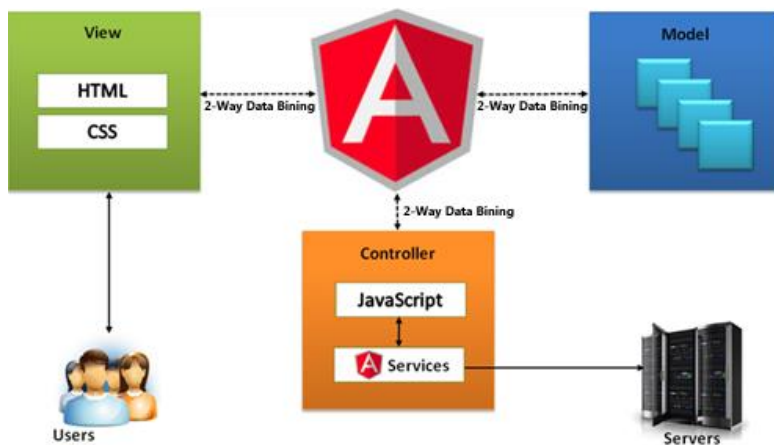 View
HTML
CSS
2-Way Data Bining
A
2-Way Data Bining
Model
2-Way Data Bining
Controller
JavaScript
A Services
Users
Servers